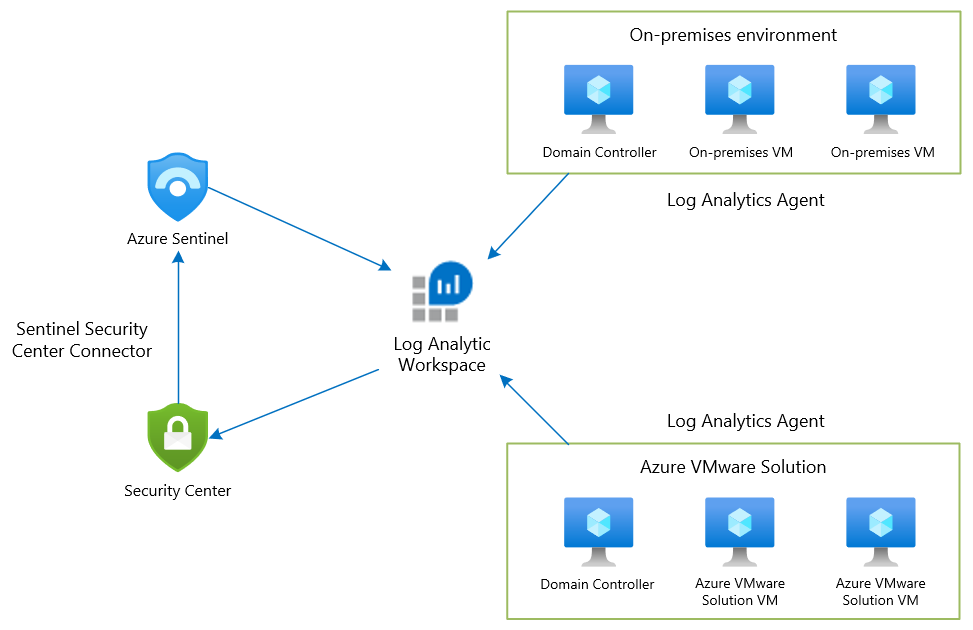 On-premises environment
Domain Controller
On-premises VM
On-premises VM
Log Analytics Agent
Azure Sentinel
Sentinel Security
Center Connector
Log Analytic
Workspace
Security Center
Log Analytics Agent
Azure VMware Solution
Domain Controller
Azure VMware
Solution VM
Azure VMware
Solution VM